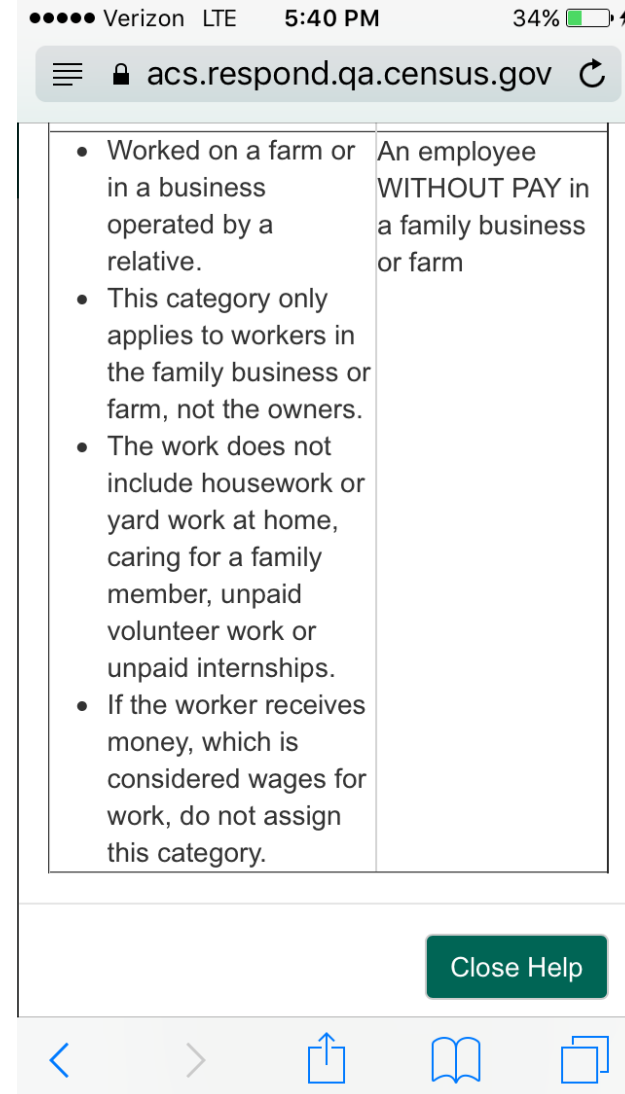 Verizon LTE 5:40 PM 34%
acs.respond.qa.census.gov
• Worked on a farm or
in a business
operated by a
relative.
• This category only
applies to workers in
the family business or
farm, not the owners.
• The work does not
include housework or
yard work at home,
caring for a family
member, unpaid
volunteer work or
unpaid internships.
• If the worker receives
money, which is
considered wages for
work, do not assign
this category.
An employee
WITHOUT PAY in
a family business
or farm
Close Help